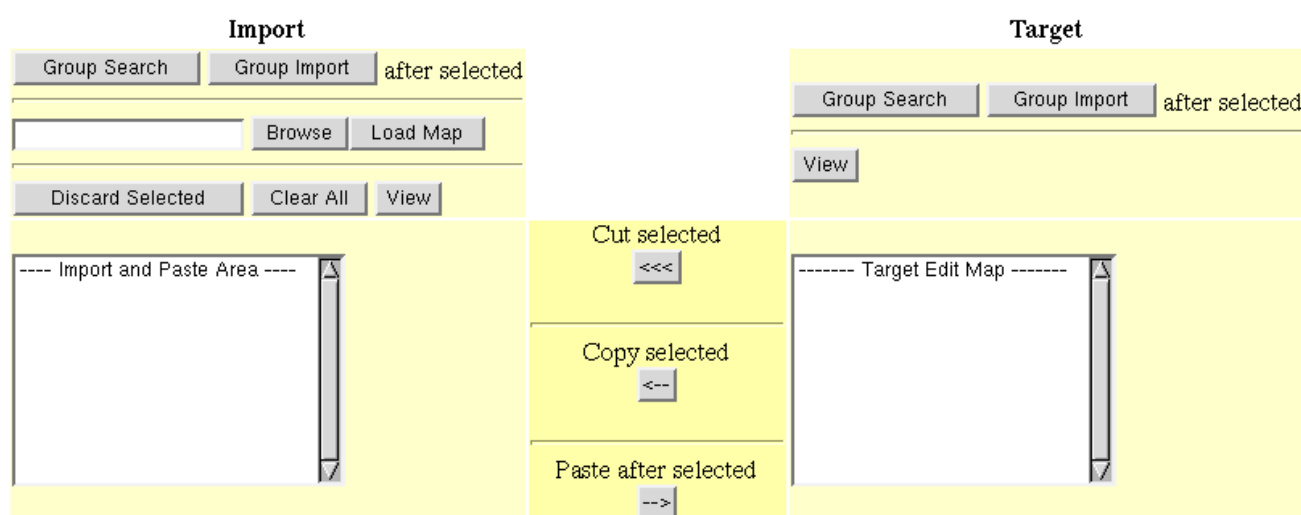 Import
Group Search Group Import after selected
Browse Load Map
Discard Selected Clear All View
---- Import and Paste Area ----
Cut selected
<<<
Copy selected
<--
Paste after selected
-->
Target
Group Search Group Import after selected
View
------- Target Edit Map -------